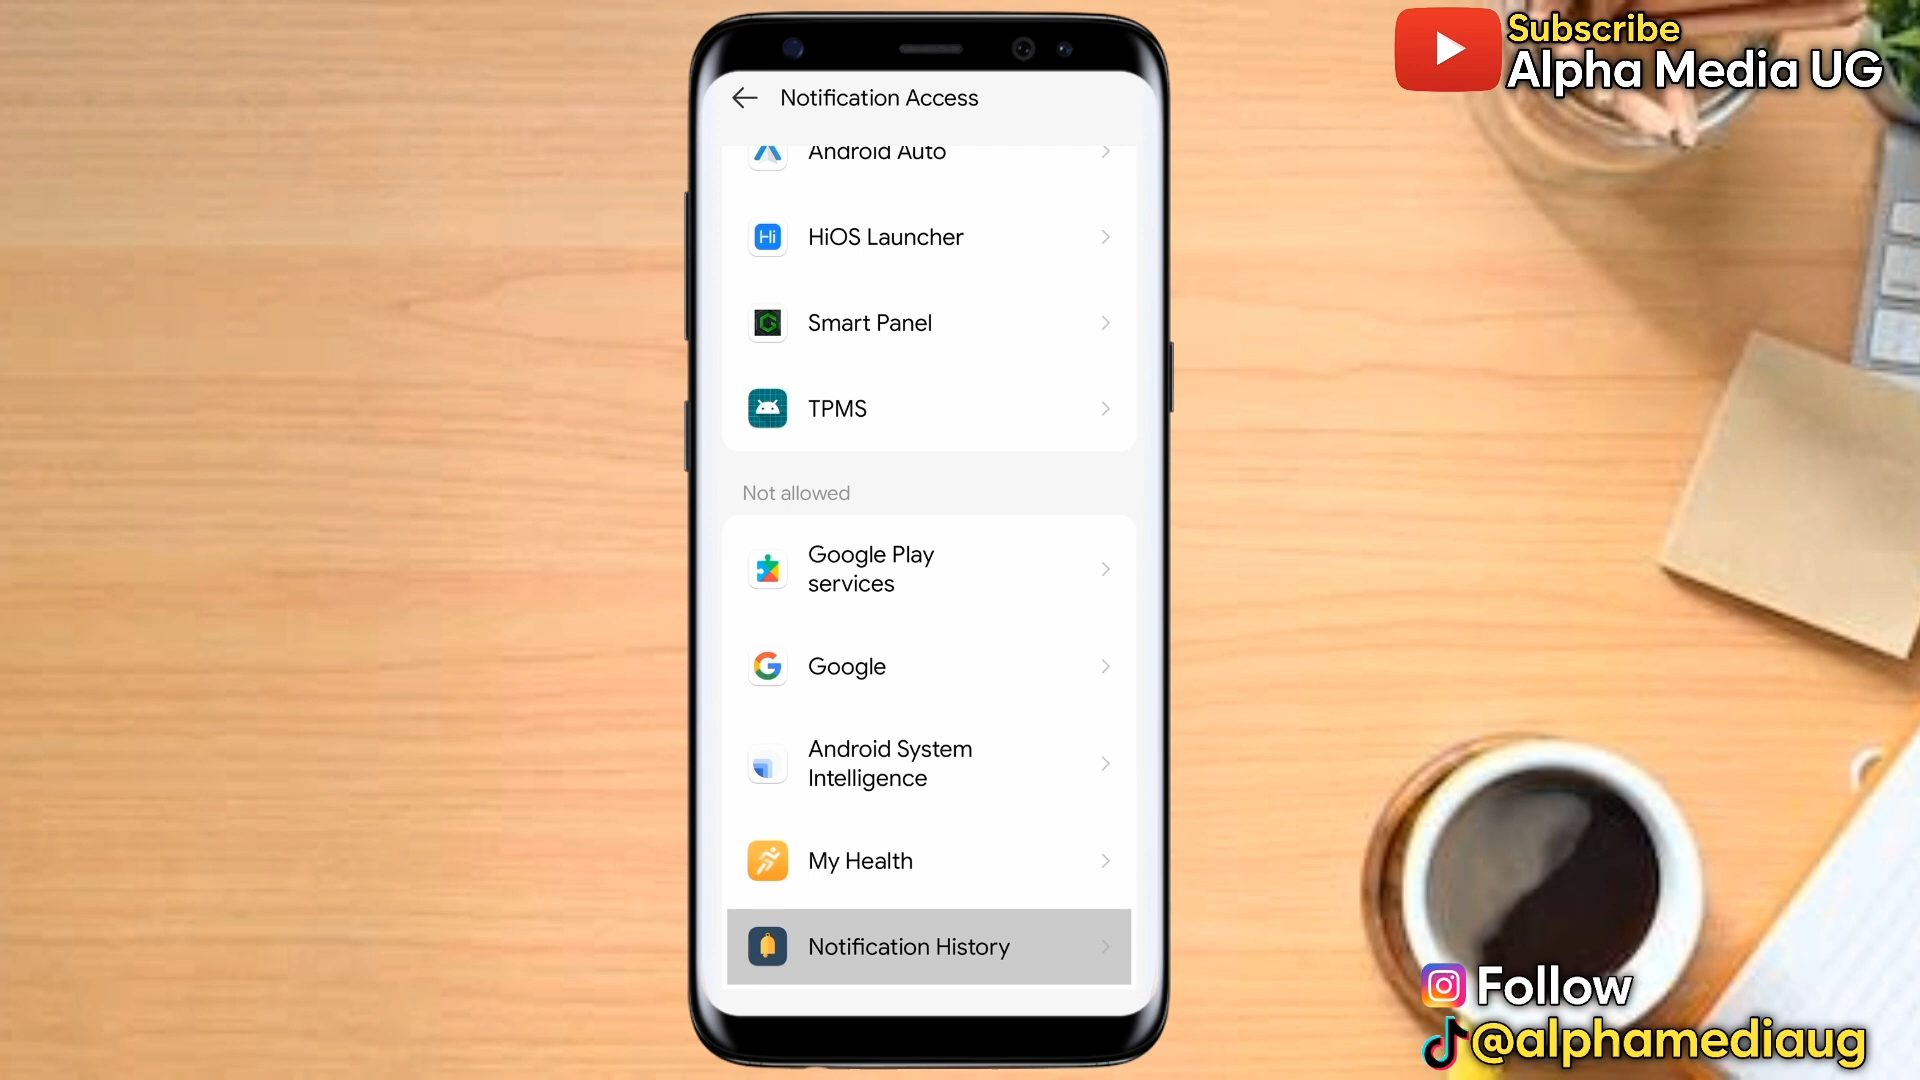 Subscribe
Alpha Media UG
Notification Access
Android Auto
Hi
HiOS Launcher
Smart Panel
TPMS
Not allowed
Google Play
services
Google
Android System
Intelligence
My Health
Notification History
Follow
@alphamediaug